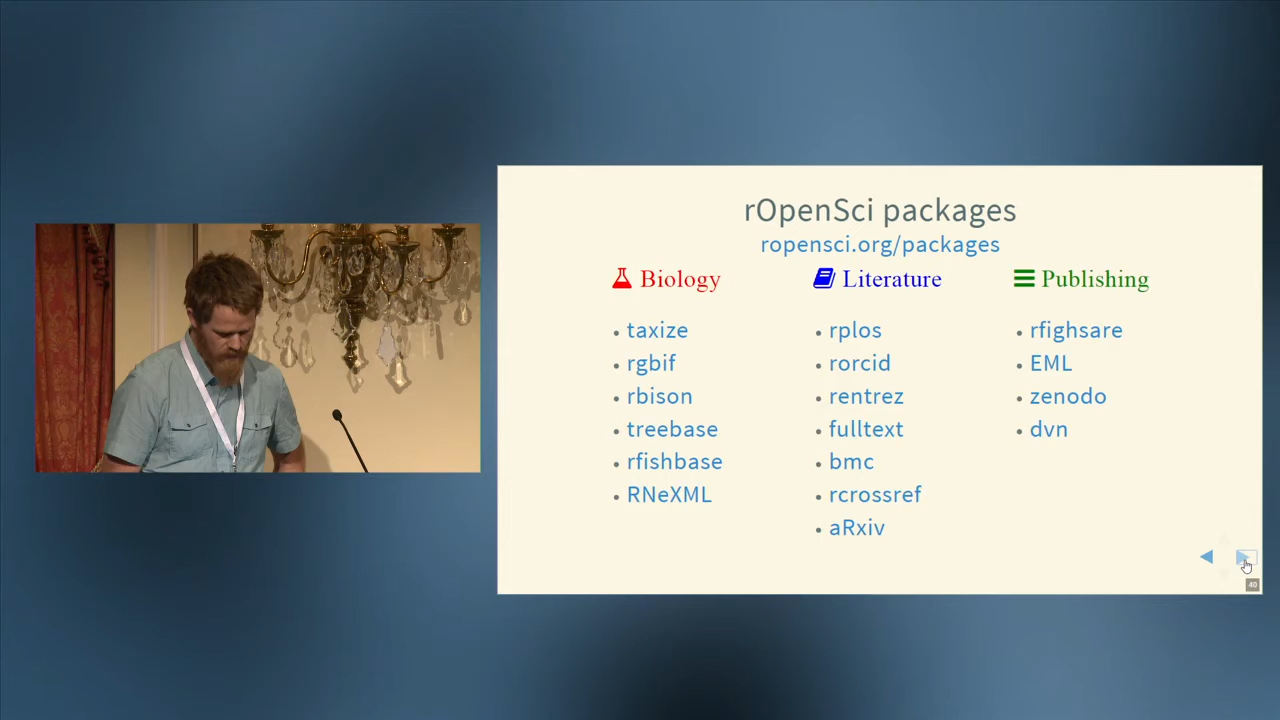 rOpenSci packages
ropensci.org/packages
Biology
taxize
rgbif
rbison
treebase
rfishbase
RNeXML
Literature
rplos
rorcid
rentrez
fulltext
bmc
rcrossref
aRxiv
Publishing
rfighsare
EML
zenodo
dvn
40